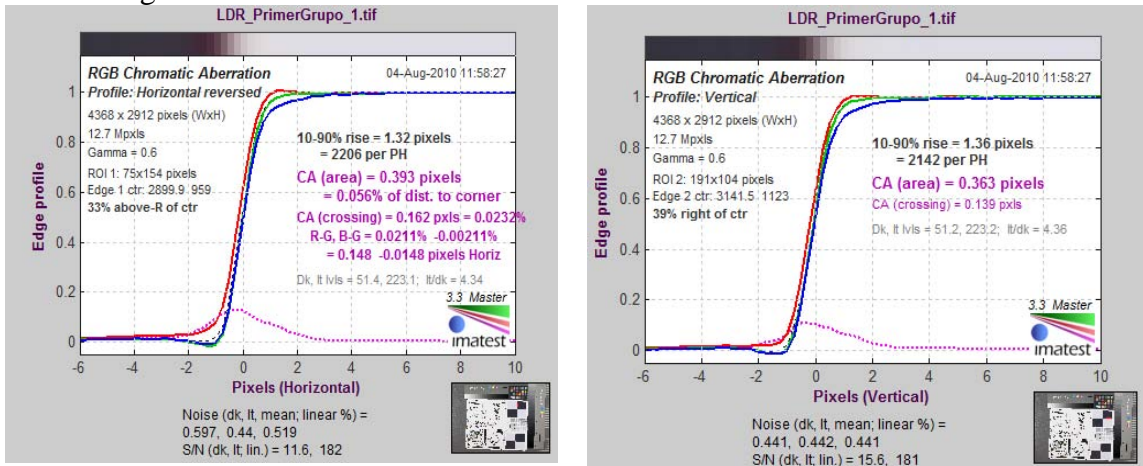 LDR_PrimerGrupo_1.tif
RGB Chromatic Aberration
04-Aug-2010 11:58:27
Profile: Horizontal reversed
4368 x 2912 pixels (WxH)
12.7 Mpxls
Gamma = 0.6
ROI 1: 75x154 pixels
Edge 1 ctr: 2899.9 959
33% above-R of ctr
10-90% rise = 1.32 pixels
= 2206 per PH
CA (area) = 0.393 pixels
= 0.056% of dist. to corner
CA (crossing) = 0.162 pxls = 0.0232%
R-G, B-G = 0.0211% -0.00211%
= 0.148 -0.0148 pixels Horiz
Dk, lt lvls = 51.4, 223.1; lt/dk = 4.34
3.3 Master
imatest
Edge profile
1
0.8
0.6
0.4
0.2
0
-6 -4 -2 0 2 4 6 8 10
Pixels (Horizontal)
Noise (dk, lt, mean; linear %) =
0.597, 0.44, 0.519
S/N (dk, lt; lin.) = 11.6, 182
LDR_PrimerGrupo_1.tif
RGB Chromatic Aberration
04-Aug-2010 11:58:27
Profile: Vertical
4368 x 2912 pixels (WxH)
12.7 Mpxls
Gamma = 0.6
ROI 2: 191x104 pixels
Edge 2 ctr: 3141.5 1123
39% right of ctr
10-90% rise = 1.36 pixels
= 2142 per PH
CA (area) = 0.363 pixels
CA (crossing) = 0.139 pxls
Dk, lt lvls = 51.2, 223.2; lt/dk = 4.36
3.3 Master
imatest
Edge profile
1
0.8
0.6
0.4
0.2
0
-6 -4 -2 0 2 4 6 8 10
Pixels (Vertical)
Noise (dk, lt, mean; linear %) =
0.441, 0.442, 0.441
S/N (dk, lt; lin.) = 15.6, 181